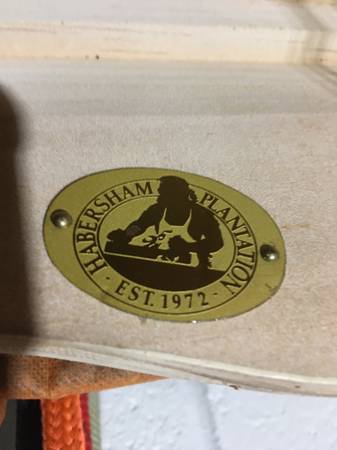 HABERSHAM PLANTATION
· EST. 1972 ·